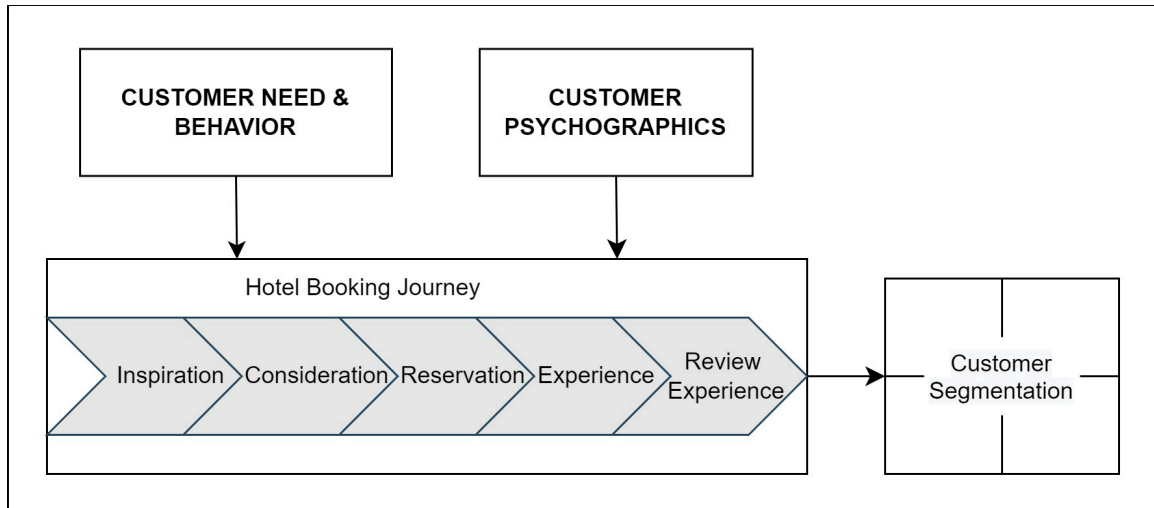 CUSTOMER NEED &
BEHAVIOR
CUSTOMER
PSYCHOGRAPHICS
Hotel Booking Journey
Inspiration
Consideration
Reservation
Experience
Review
Experience
Customer
Segmentation